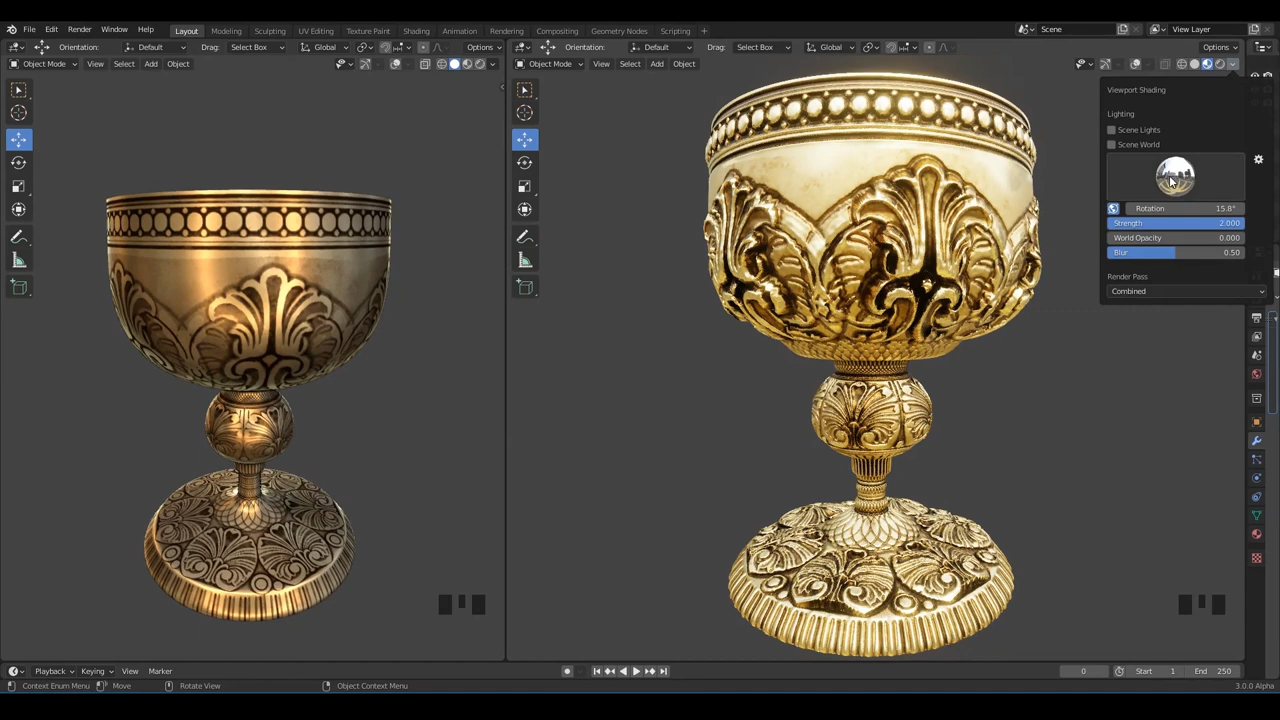 File Edit Render Window Help Layout Modeling Sculpting UV Editing Texture Paint Shading Animation Rendering Compositing Geometry Nodes Scripting + Scene View Layer
Orientation: Default Drag: Select Box Global Options Orientation: Default Drag: Select Box Global Options
Object Mode View Select Add Object Object Mode View Select Add Object
Viewport Shading
Lighting
Scene Lights
Scene World
Rotation 15.8°
Strength 2.000
World Opacity 0.000
Blur 0.50
Render Pass
Combined
Playback Keying View Marker 0 Start 1 End 250
Context Enum Menu Move Rotate View Object Context Menu 3.0.0 Alpha